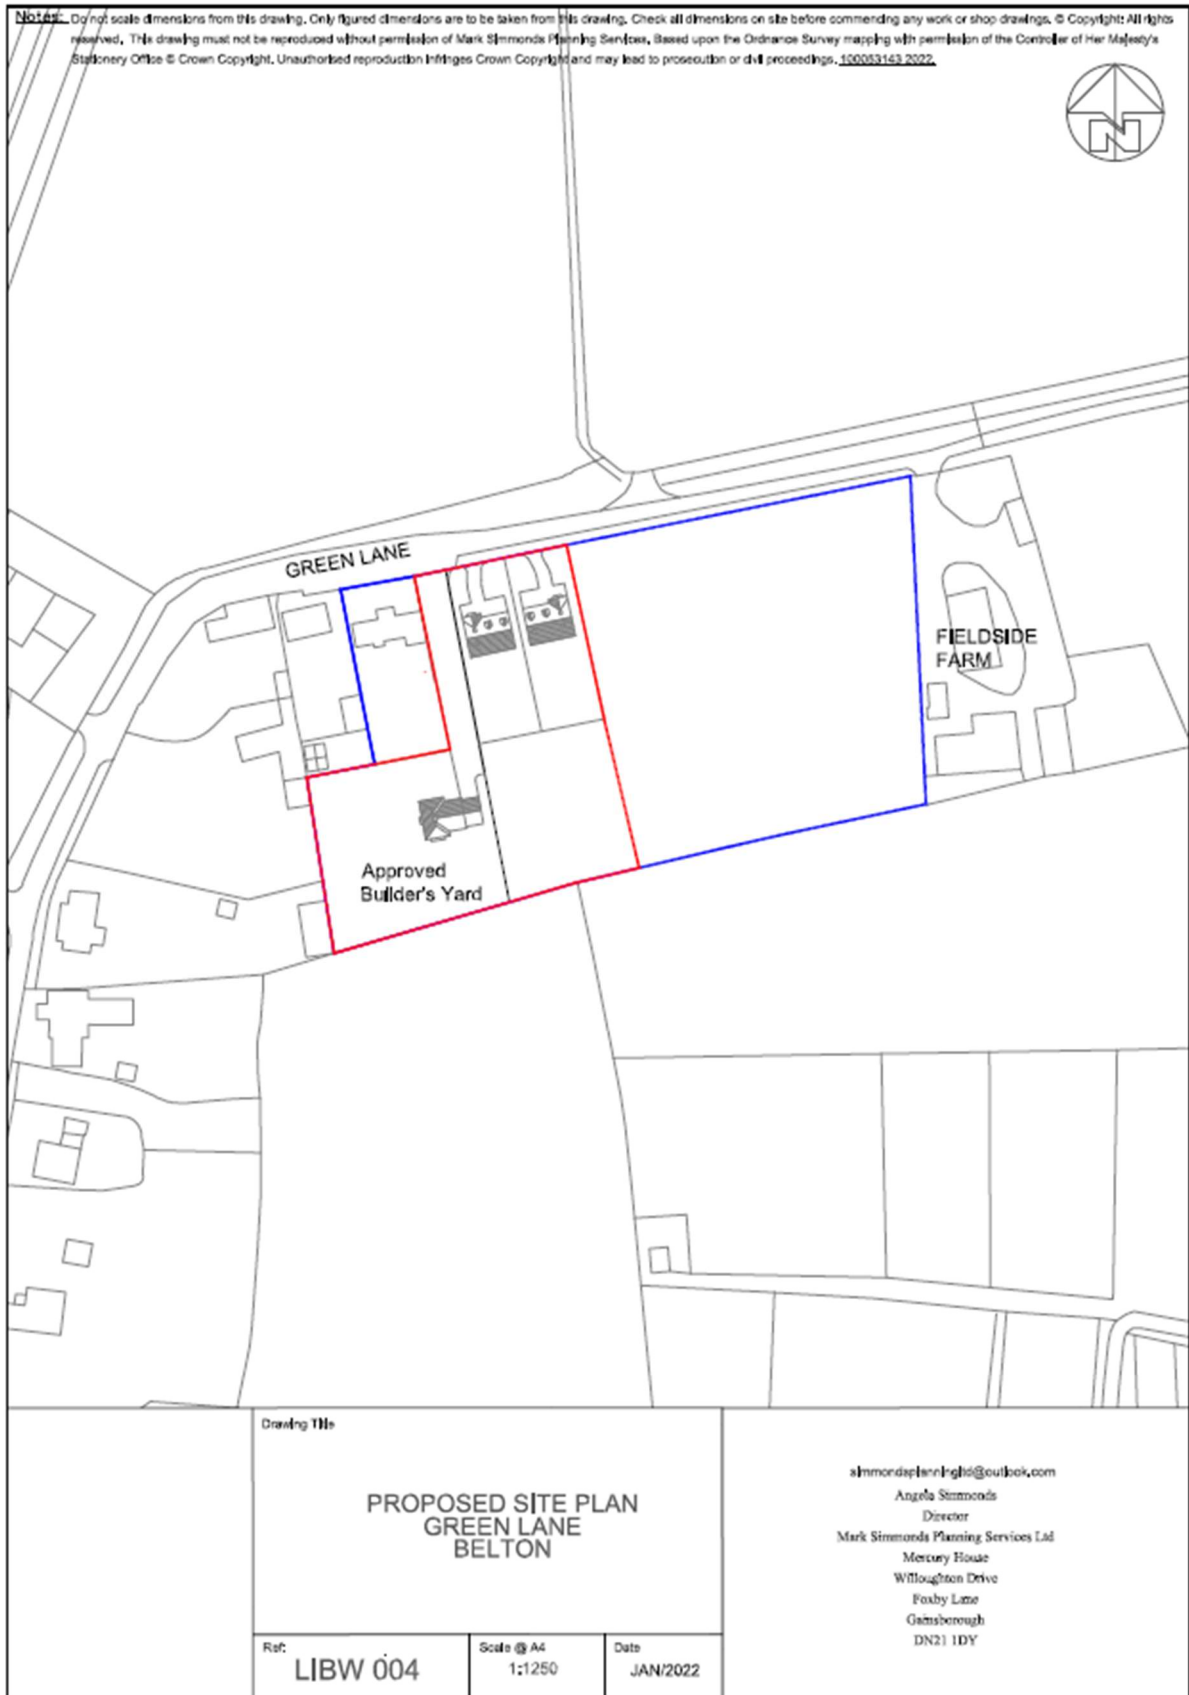 Notes: Do not scale dimensions from this drawing. Only figured dimensions are to be taken from this drawing. Check all dimensions on site before commencing any work or shop drawings. © Copyright: All rights
reserved. This drawing must not be reproduced without permission of Mark Simmonds Planning Services. Based upon the Ordnance Survey mapping with permission of the Controller of Her Majesty's
Stationery Office © Crown Copyright. Unauthorised reproduction infringes Crown Copyright and may lead to prosecution or civil proceedings. 100053143 2022.
N
GREEN LANE
FIELDSIDE
FARM
Approved
Builder's Yard
Drawing Title
PROPOSED SITE PLAN
GREEN LANE
BELTON
Ref:
LIBW 004
Scale @ A4
1:1250
Date
JAN/2022
simmondsplanningltd@outlook.com
Angela Simmonds
Director
Mark Simmonds Planning Services Ltd
Mercury House
Willoughton Drive
Foxby Lane
Gainsborough
DN21 1DY